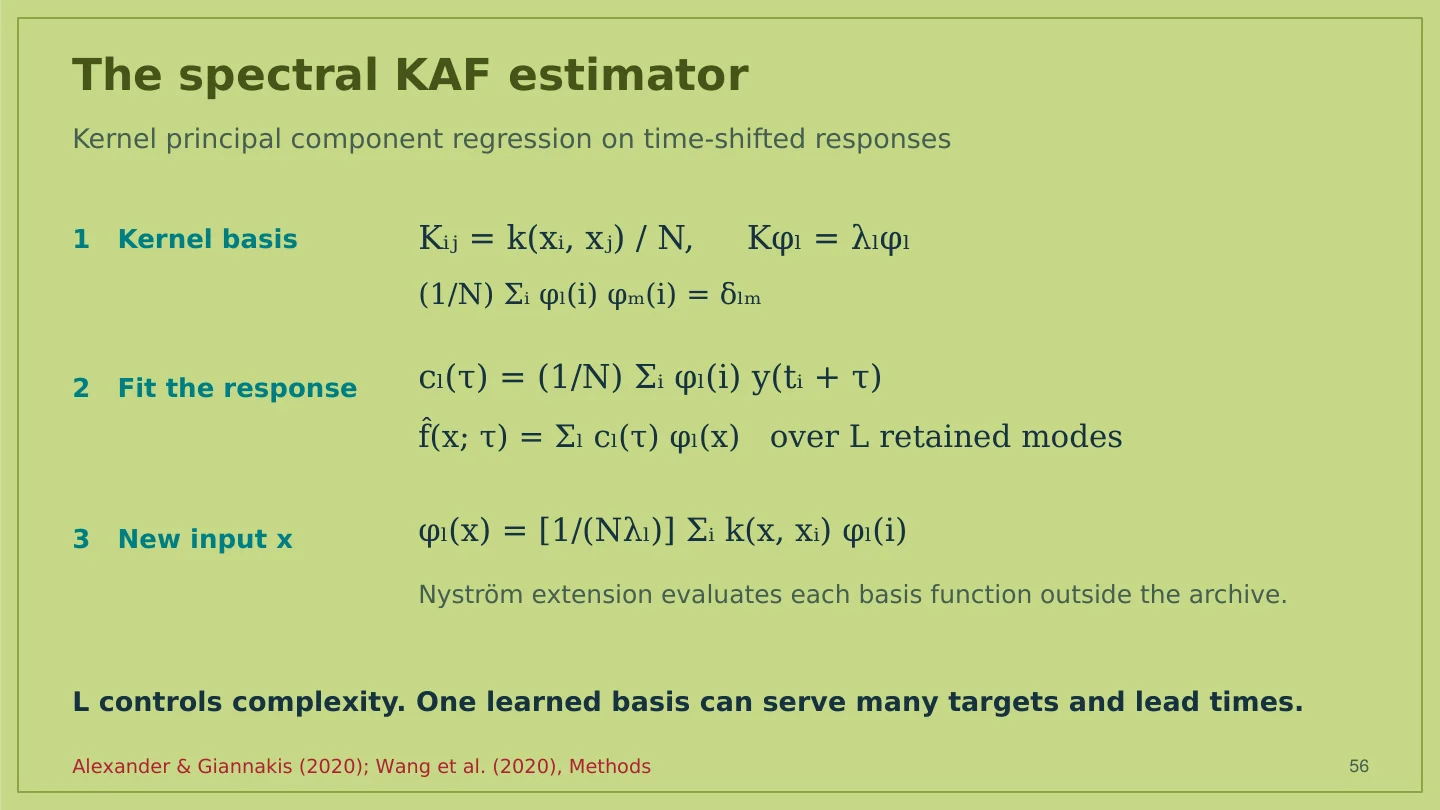 The spectral KAF estimator
Kernel principal component regression on time-shifted responses
1 Kernel basis
Kᵢⱼ = k(xᵢ, xⱼ) / N, Kφₗ = λₗφₗ
(1/N) Σᵢ φₗ(i) φₘ(i) = δₗₘ
2 Fit the response
cₗ(τ) = (1/N) Σᵢ φₗ(i) y(tᵢ + τ)
f̂(x; τ) = Σₗ cₗ(τ) φₗ(x) over L retained modes
3 New input x
φₗ(x) = [1/(Nλₗ)] Σᵢ k(x, xᵢ) φₗ(i)
Nyström extension evaluates each basis function outside the archive.
L controls complexity. One learned basis can serve many targets and lead times.
Alexander & Giannakis (2020); Wang et al. (2020), Methods
56